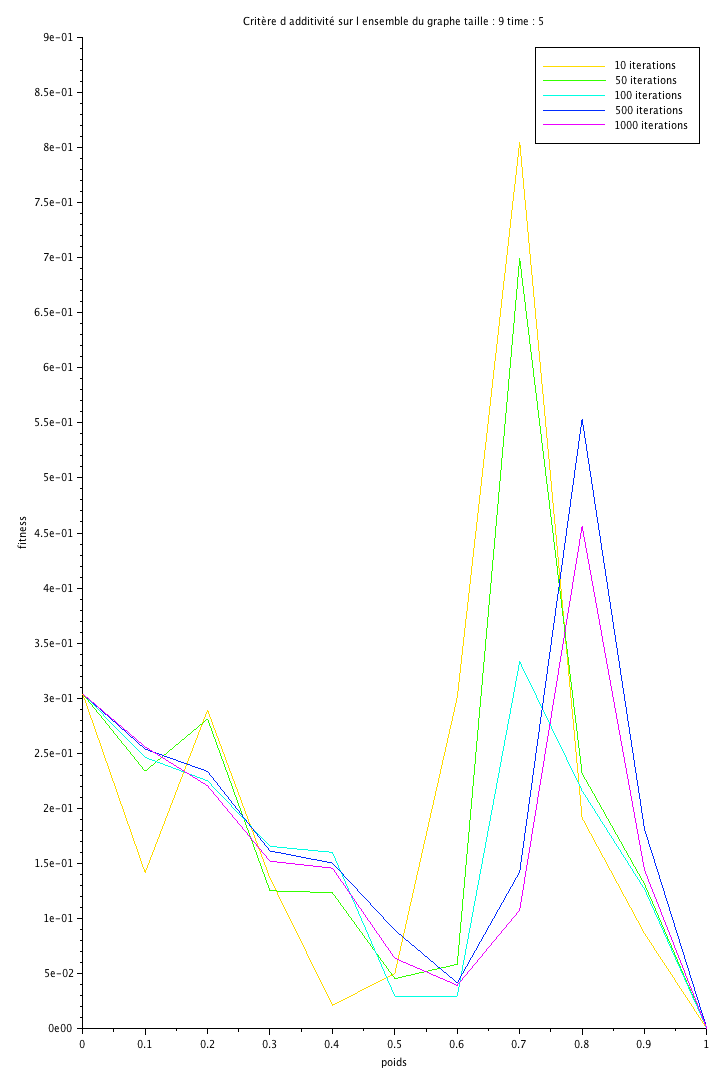 Critère d additivité sur l ensemble du graphe taille : 9 time : 5
9e-01
8.5e-01
8e-01
7.5e-01
7e-01
6.5e-01
6e-01
5.5e-01
5e-01
4.5e-01
4e-01
3.5e-01
3e-01
2.5e-01
2e-01
1.5e-01
1e-01
5e-02
0e00
fitness
10 iterations
50 iterations
100 iterations
500 iterations
1000 iterations
0 0.1 0.2 0.3 0.4 0.5 0.6 0.7 0.8 0.9 1
poids